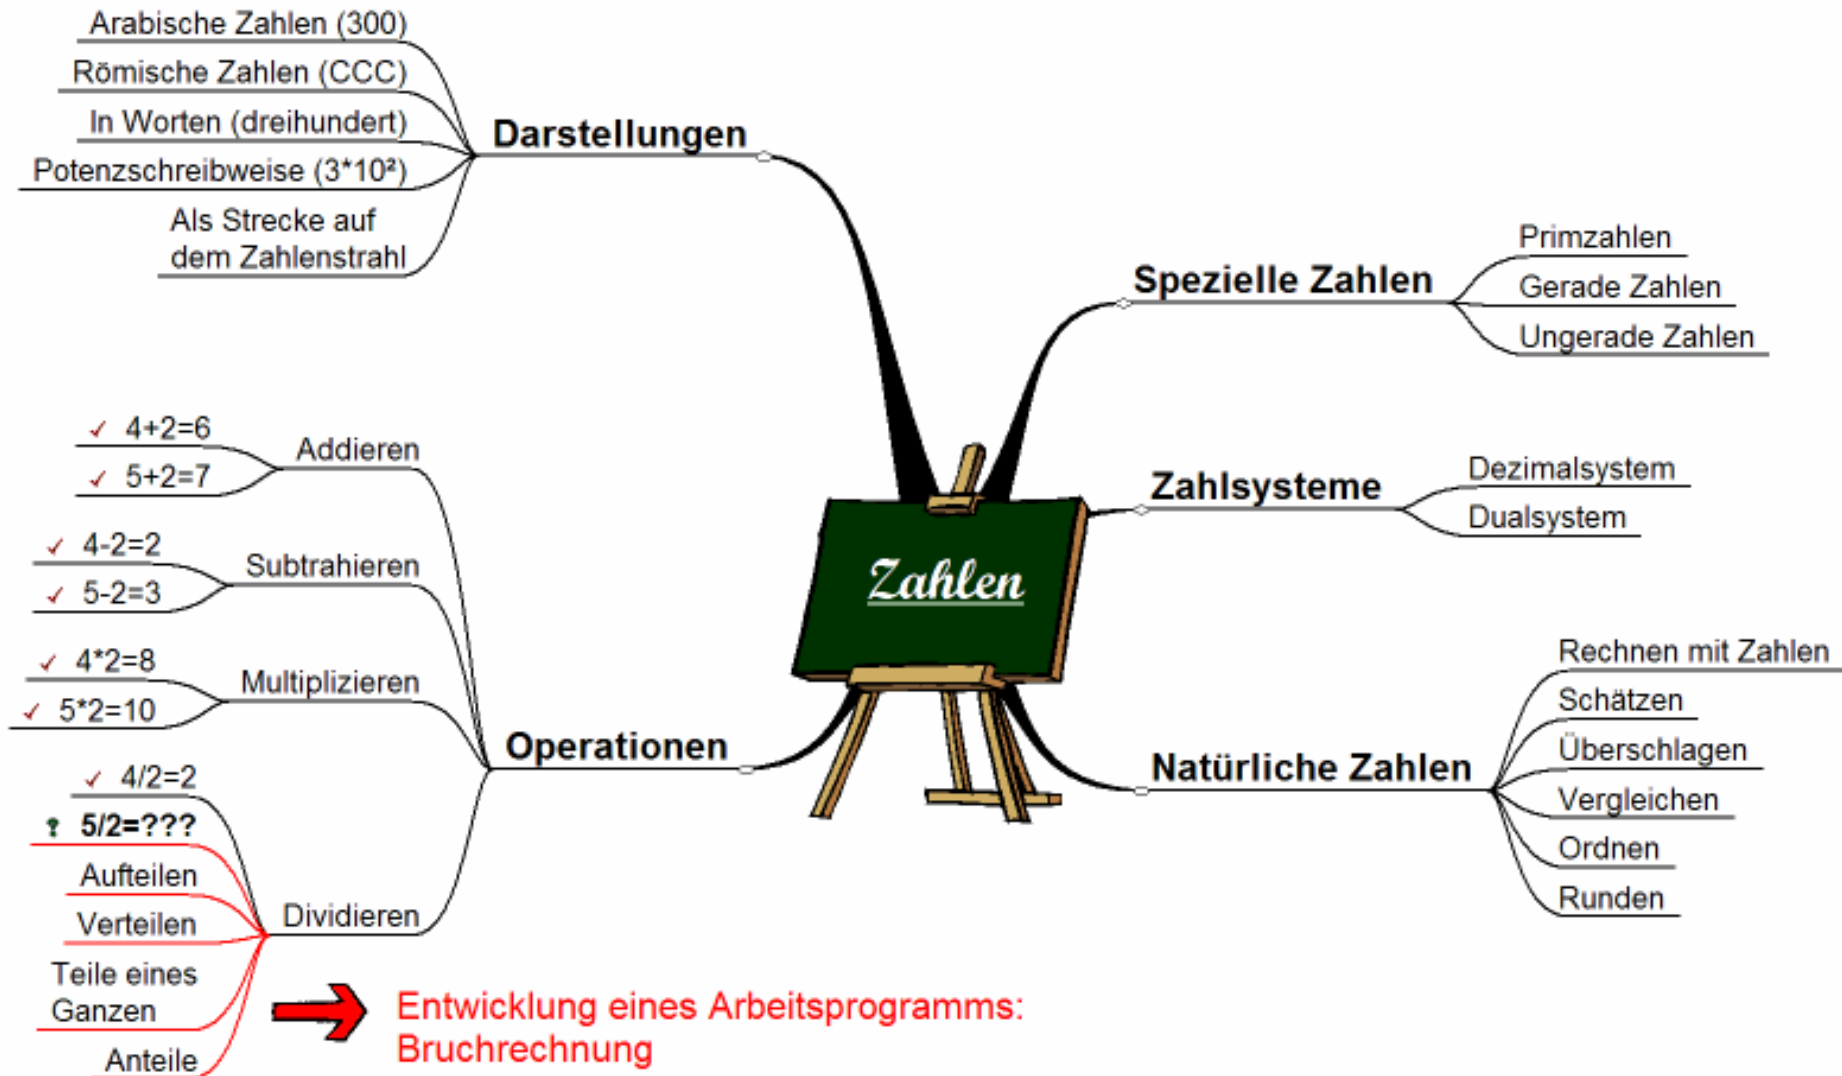 Arabische Zahlen (300)
Römische Zahlen (CCC)
In Worten (dreihundert)
Potenzschreibweise (3*10²)
Als Strecke auf
dem Zahlenstrahl
Darstellungen
Spezielle Zahlen
Primzahlen
Gerade Zahlen
Ungerade Zahlen
Zahlen
Zahlsysteme
Dezimalsystem
Dualsystem
Natürliche Zahlen
Rechnen mit Zahlen
Schätzen
Überschlagen
Vergleichen
Ordnen
Runden
Operationen
Addieren
4+2=6
5+2=7
Subtrahieren
4-2=2
5-2=3
Multiplizieren
4*2=8
5*2=10
Dividieren
4/2=2
? 5/2=???
Aufteilen
Verteilen
Teile eines
Ganzen
Anteile
Entwicklung eines Arbeitsprogramms:
Bruchrechnung